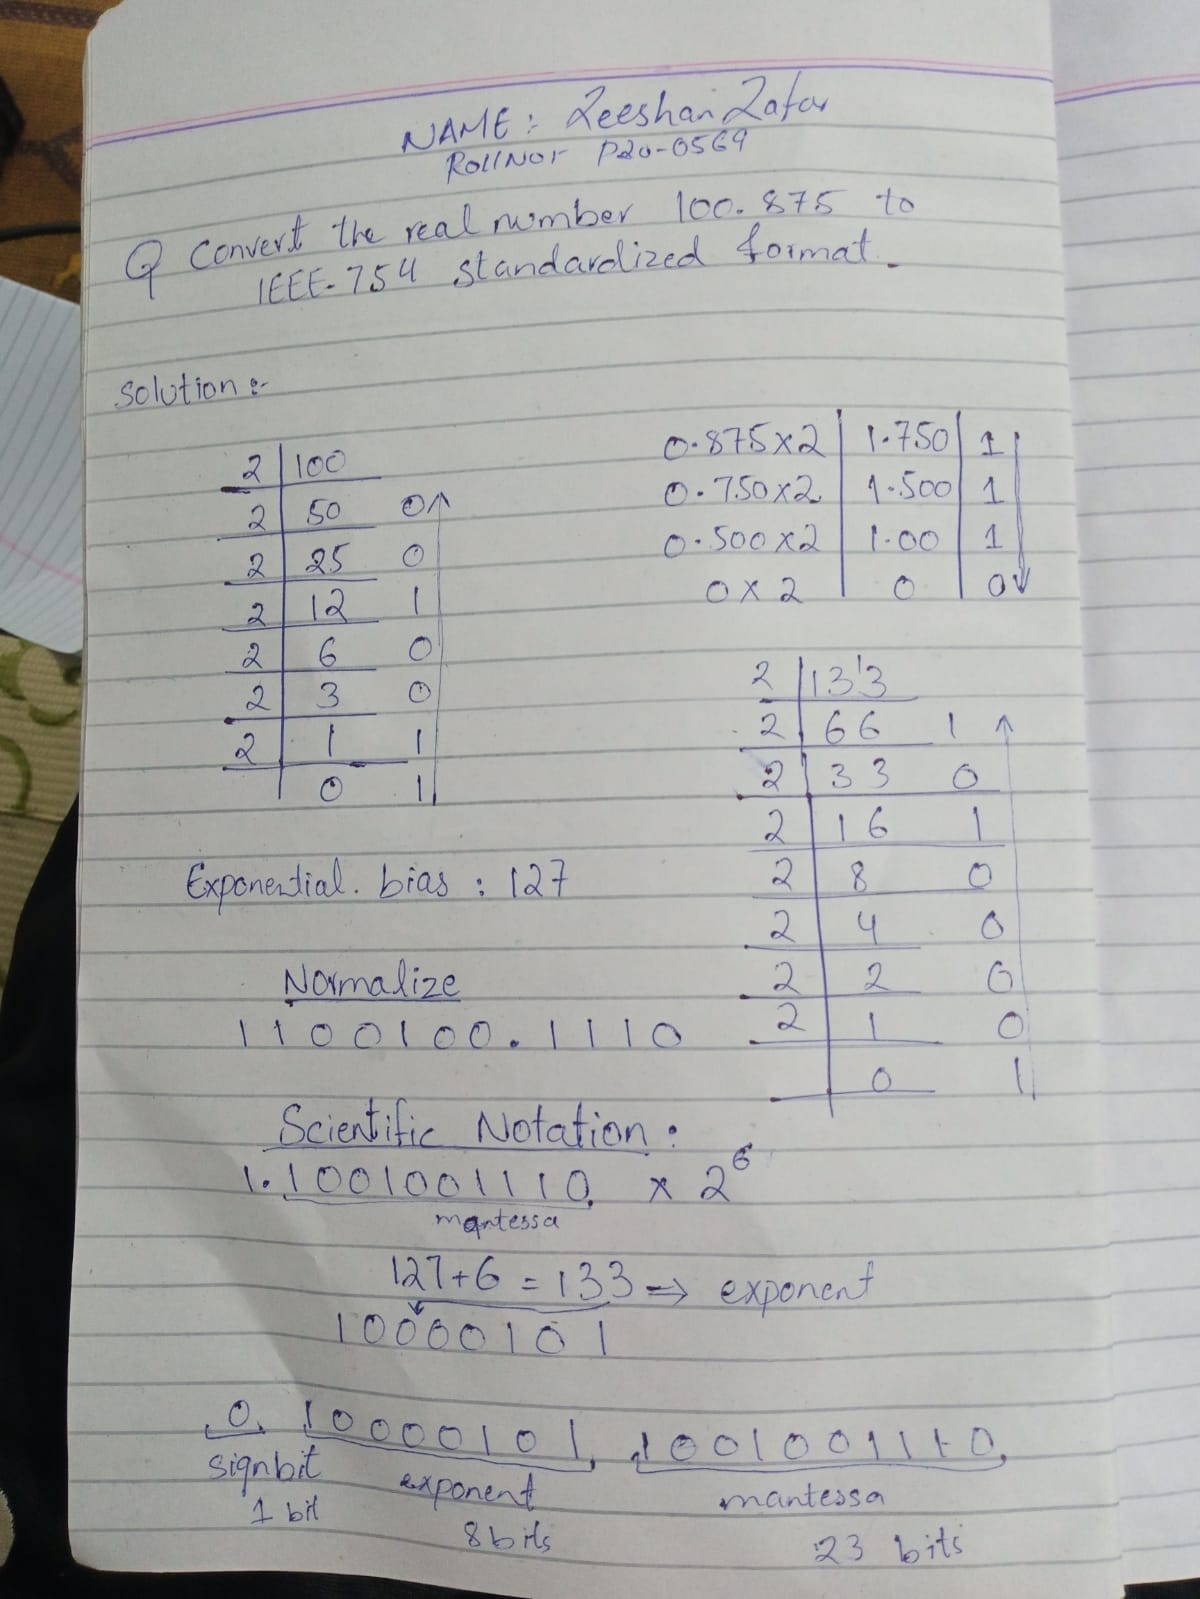 NAME: Zeeshan Zafar
Roll No: P20-0569
Q Convert the real number 100.875 to
IEEE-754 standardized format.
Solution:-
2 100
2 50 0
2 25 0
2 12 1
2 6 0
2 3 0
2 1 1
0 1
0.875x2 1.750 1
0.750x2 1.500 1
0.500x2 1.00 1
0x2 0 0
2 133
2 66 1
2 33 0
2 16 1
2 8 0
2 4 0
2 2 0
2 1 0
0 1
Exponential. bias : 127
Normalize
1100100.1110
Scientific Notation:
1.1001001110 x 2^6
mantessa
127+6 = 133 => exponent
10000101
0 10000101 1001001110
signbit exponent mantessa
1 bit 8 bits 23 bits